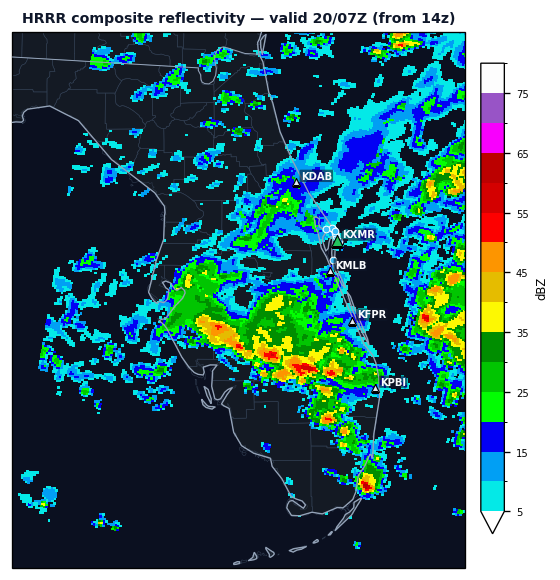 HRRR composite reflectivity — valid 20/07Z (from 14z)
KDAB
KXMR
KMLB
KFPR
KPBI
75
65
55
45
35
25
15
5
dBZ